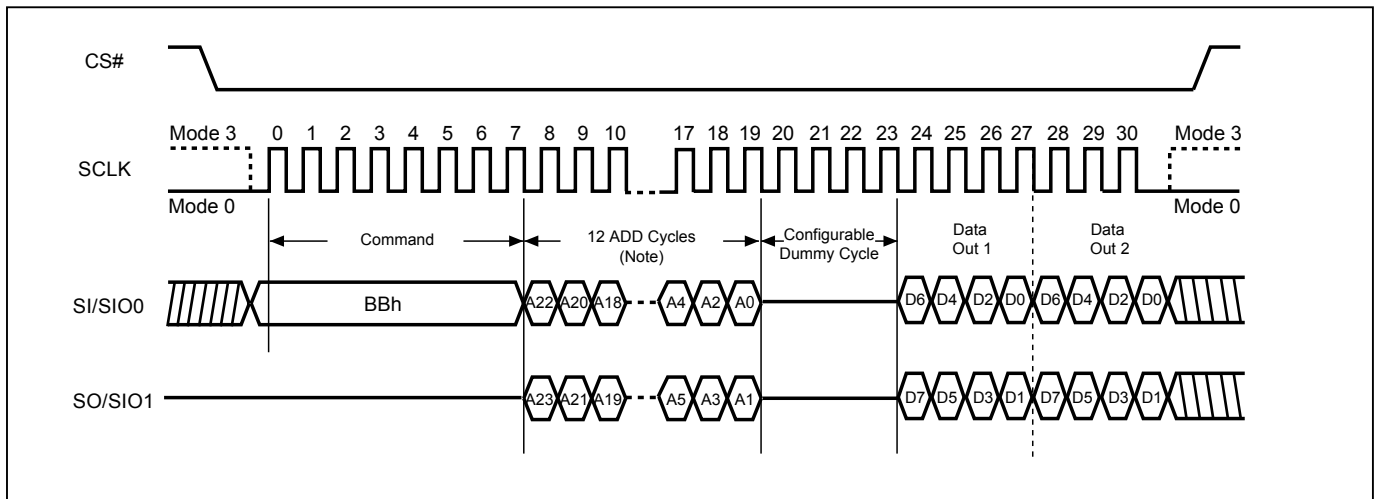 CS#
Mode 3 0 1 2 3 4 5 6 7 8 9 10 17 18 19 20 21 22 23 24 25 26 27 28 29 30 Mode 3
SCLK
Mode 0 Mode 0
Command 12 ADD Cycles (Note) Configurable Dummy Cycle Data Out 1 Data Out 2
SI/SIO0 BBh A22 A20 A18 A4 A2 A0 D6 D4 D2 D0 D6 D4 D2 D0
SO/SIO1 A23 A21 A19 A5 A3 A1 D7 D5 D3 D1 D7 D5 D3 D1